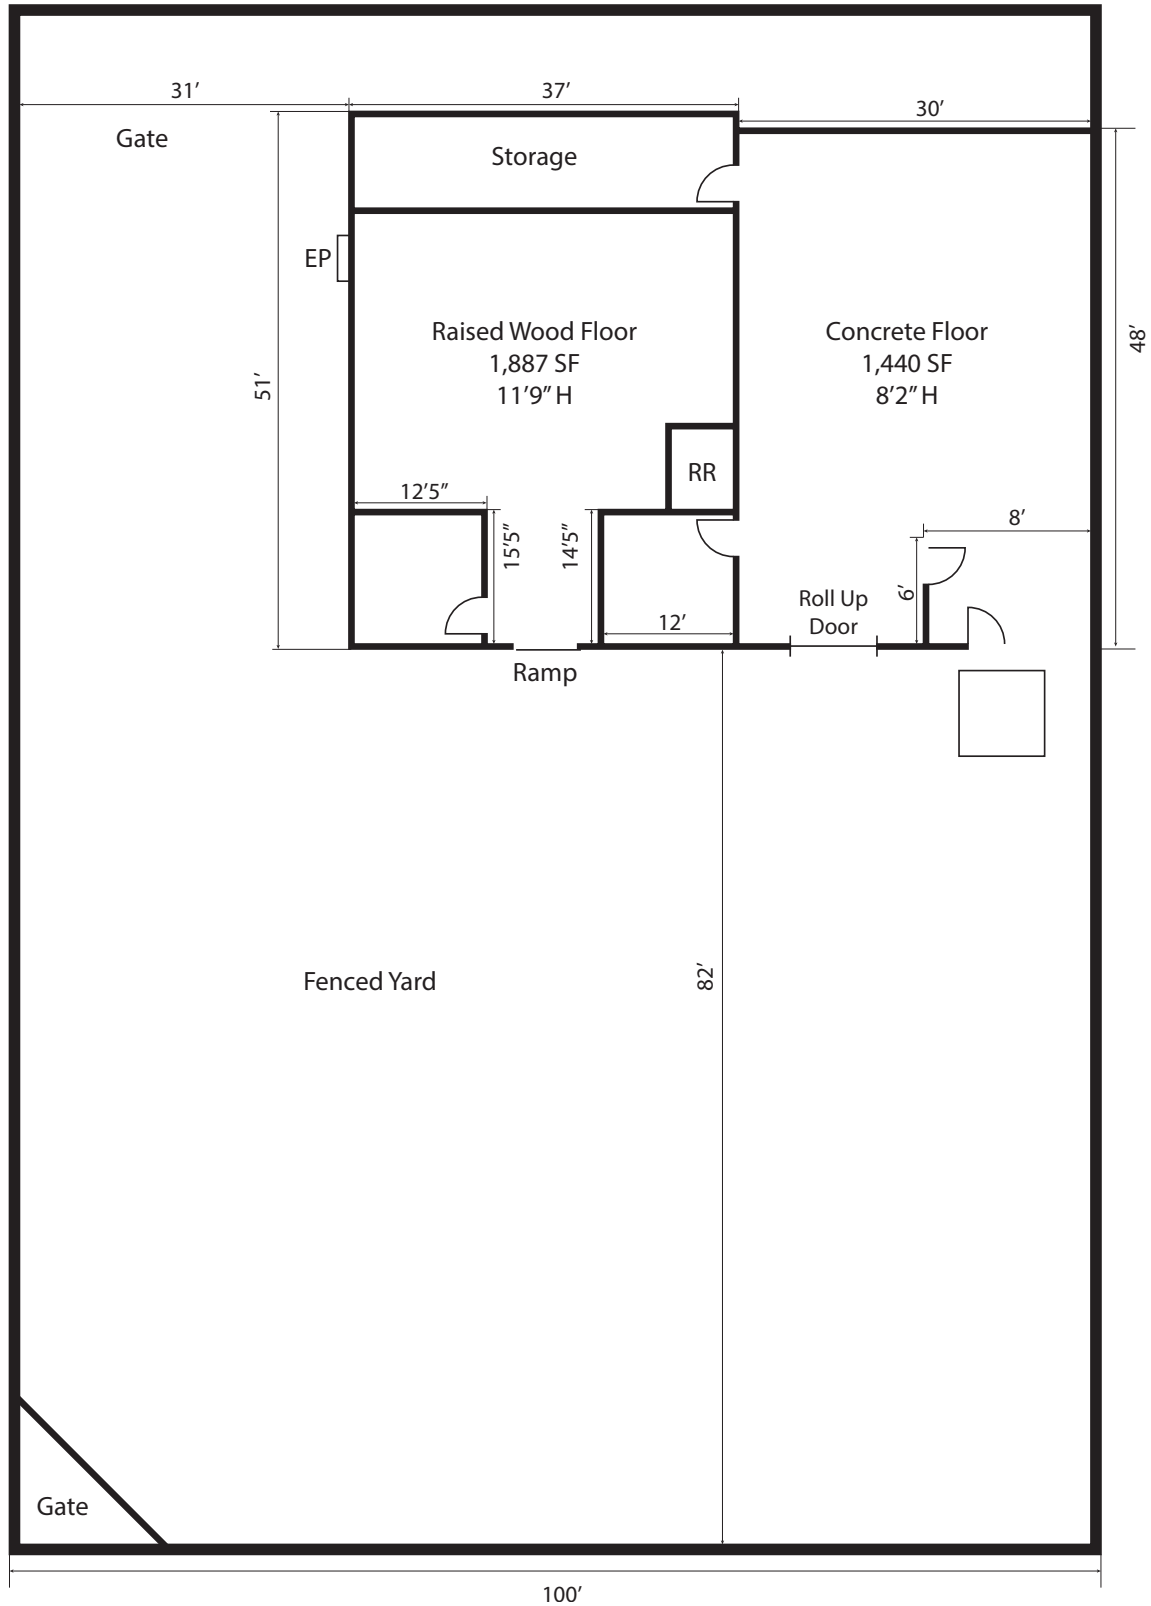 31’
37’
30’
Gate
Storage
EP
Raised Wood Floor
1,887 SF
11’9” H
Concrete Floor
1,440 SF
8’2” H
48’
51’
RR
12’5”
15’5”
14’5”
8’
6’
Roll Up
Door
12’
Ramp
Fenced Yard
82’
Gate
100’